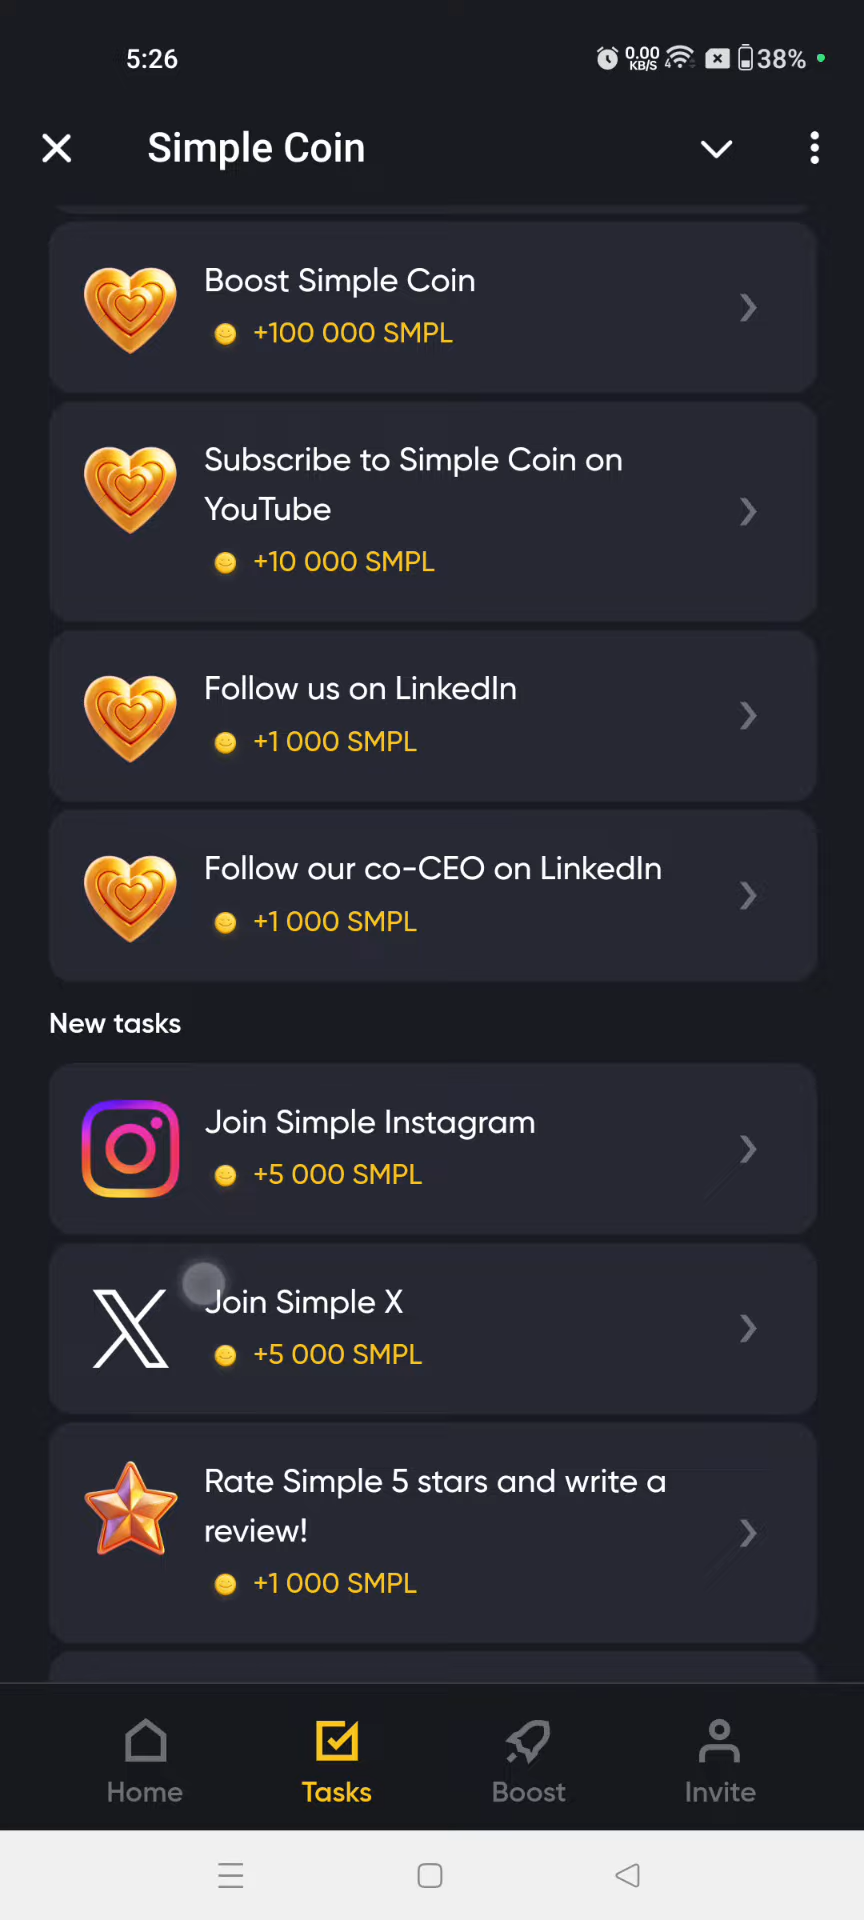 5:26
0.00
KB/S
4
38%
Simple Coin
Boost Simple Coin
+100 000 SMPL
Subscribe to Simple Coin on
YouTube
+10 000 SMPL
Follow us on LinkedIn
+1 000 SMPL
Follow our co-CEO on LinkedIn
+1 000 SMPL
New tasks
Join Simple Instagram
+5 000 SMPL
Join Simple X
+5 000 SMPL
Rate Simple 5 stars and write a
review!
+1 000 SMPL
Home
Tasks
Boost
Invite